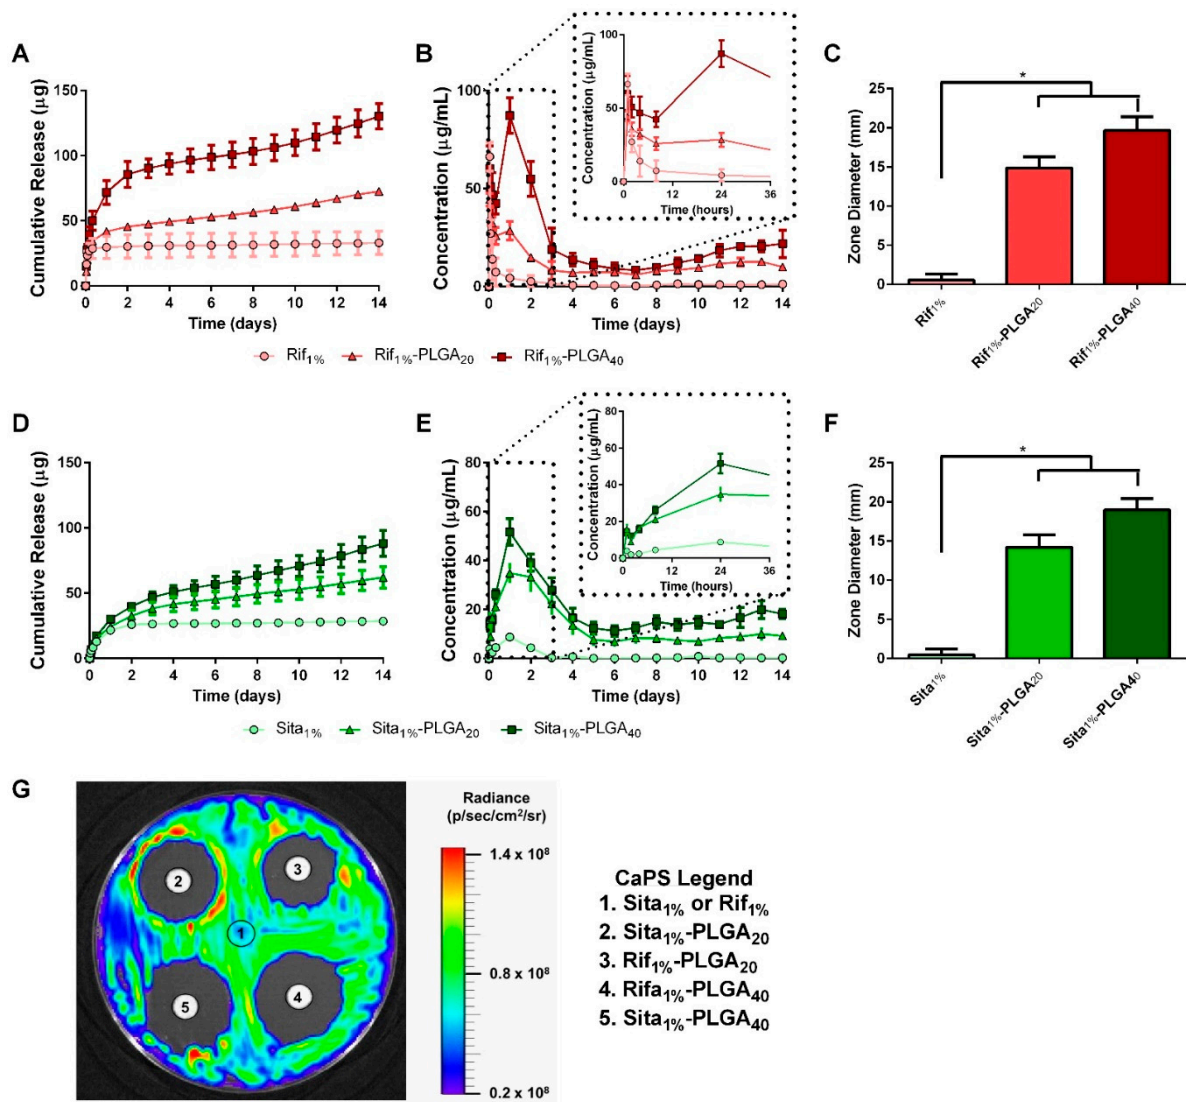 A
Cumulative Release (µg)
150
100
50
0
0 2 4 6 8 10 12 14
Time (days)
B
Concentration (µg/mL)
100
50
0
0 2 4 6 8 10 12 14
Time (days)
Concentration (µg/mL)
100
80
60
40
20
0
0 12 24 36
Time (hours)
C
Zone Diameter (mm)
25
20
15
10
5
0
*
Rif1%
Rif1%-PLGA20
Rif1%-PLGA40
Rif1% Rif1%-PLGA20 Rif1%-PLGA40
D
Cumulative Release (µg)
150
100
50
0
0 2 4 6 8 10 12 14
Time (days)
E
Concentration (µg/mL)
80
60
40
20
0
0 2 4 6 8 10 12 14
Time (days)
Concentration (µg/mL)
80
60
40
20
0
0 12 24 36
Time (hours)
F
Zone Diameter (mm)
25
20
15
10
5
0
*
Sita1%
Sita1%-PLGA20
Sita1%-PLGA40
Sita1% Sita1%-PLGA20 Sita1%-PLGA40
G
2
3
1
5
4
Radiance
(p/sec/cm²/sr)
1.4 x 10⁸
0.8 x 10⁸
0.2 x 10⁸
CaPS Legend
1. Sita1% or Rif1%
2. Sita1%-PLGA20
3. Rif1%-PLGA20
4. Rifa1%-PLGA40
5. Sita1%-PLGA40